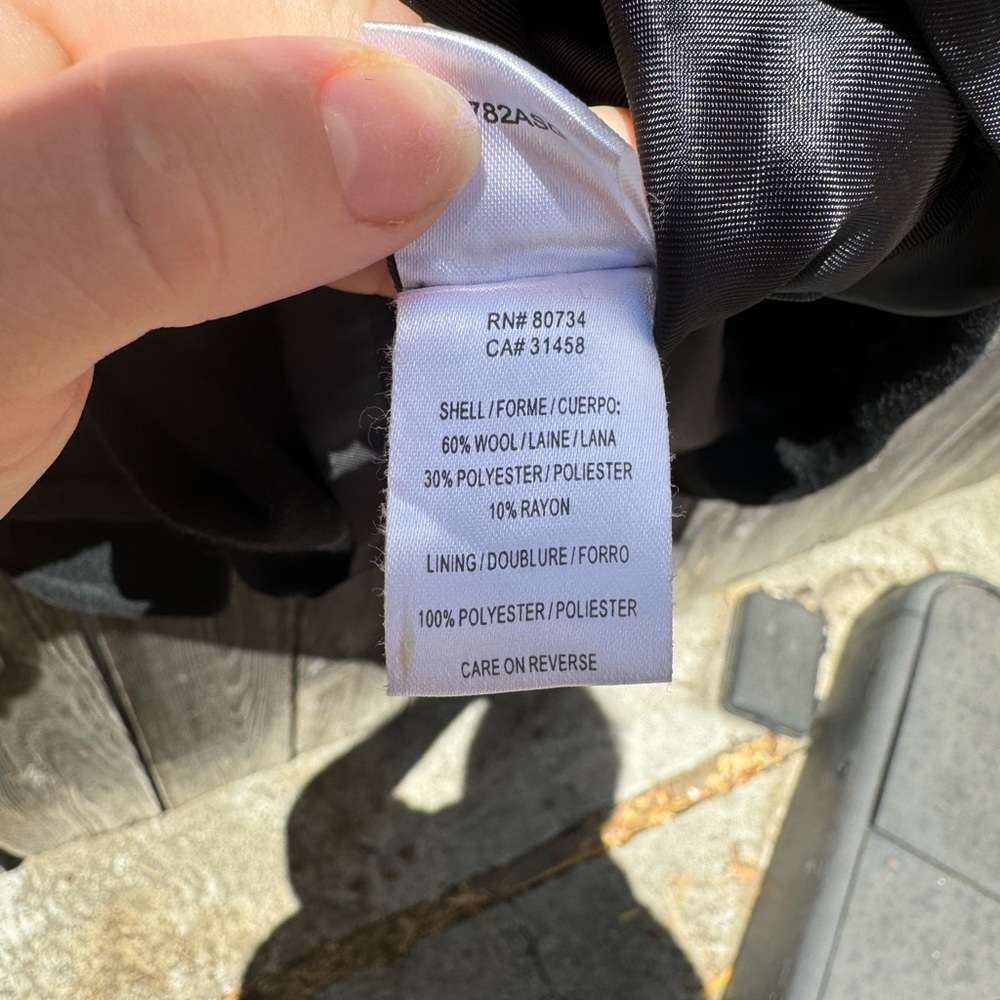 RN# 80734
CA# 31458
SHELL / FORME / CUERPO:
60% WOOL / LAINE / LANA
30% POLYESTER / POLIESTER
10% RAYON
LINING / DOUBLURE / FORRO
100% POLYESTER / POLIESTER
CARE ON REVERSE